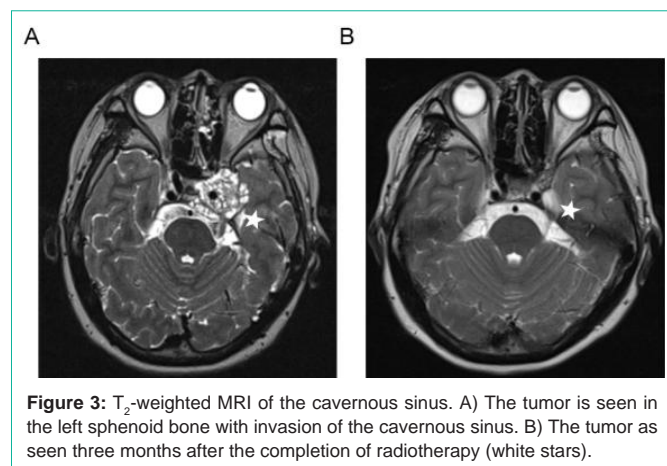 A
B
Figure 3: T₂-weighted MRI of the cavernous sinus. A) The tumor is seen in
the left sphenoid bone with invasion of the cavernous sinus. B) The tumor as
seen three months after the completion of radiotherapy (white stars).